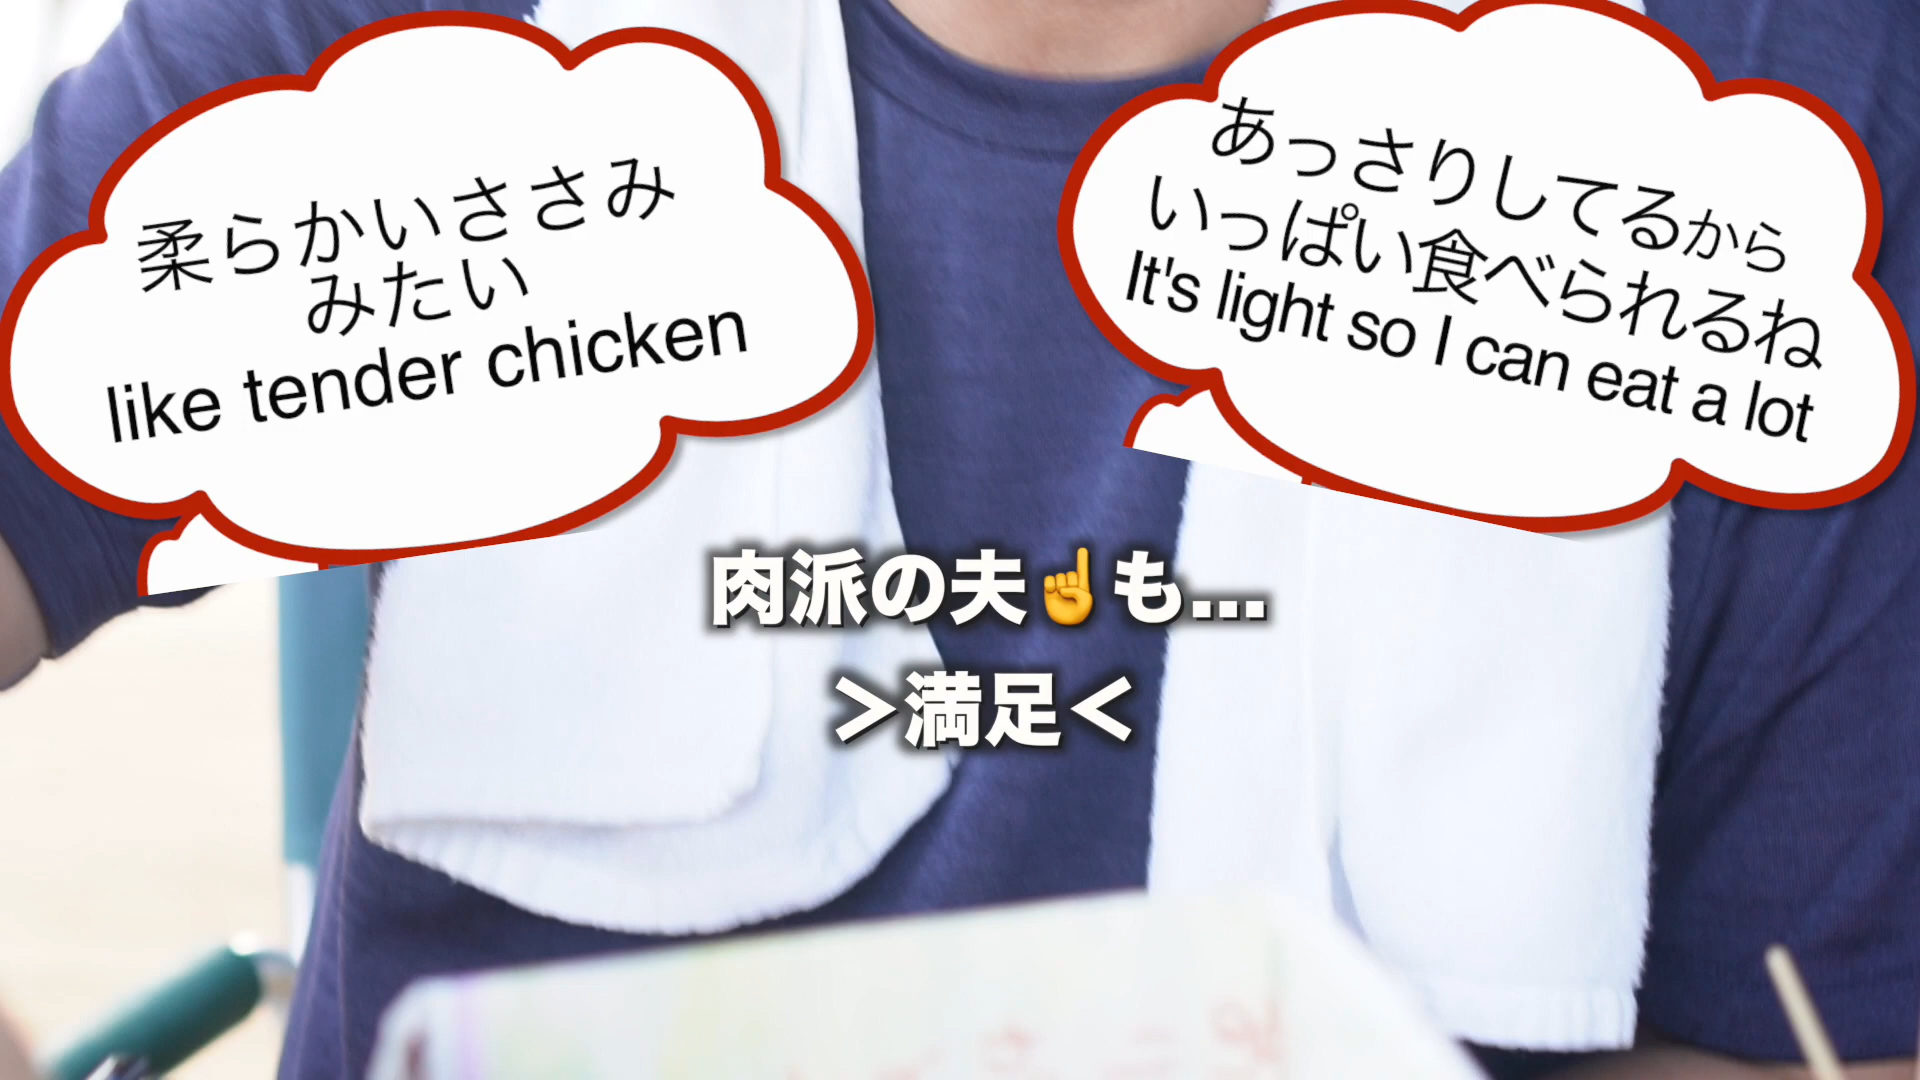 柔らかいささみ
みたい
like tender chicken
あっさりしてるから
いっぱい食べられるね
It's light so I can eat a lot
肉派の夫☝も...
＞満足＜